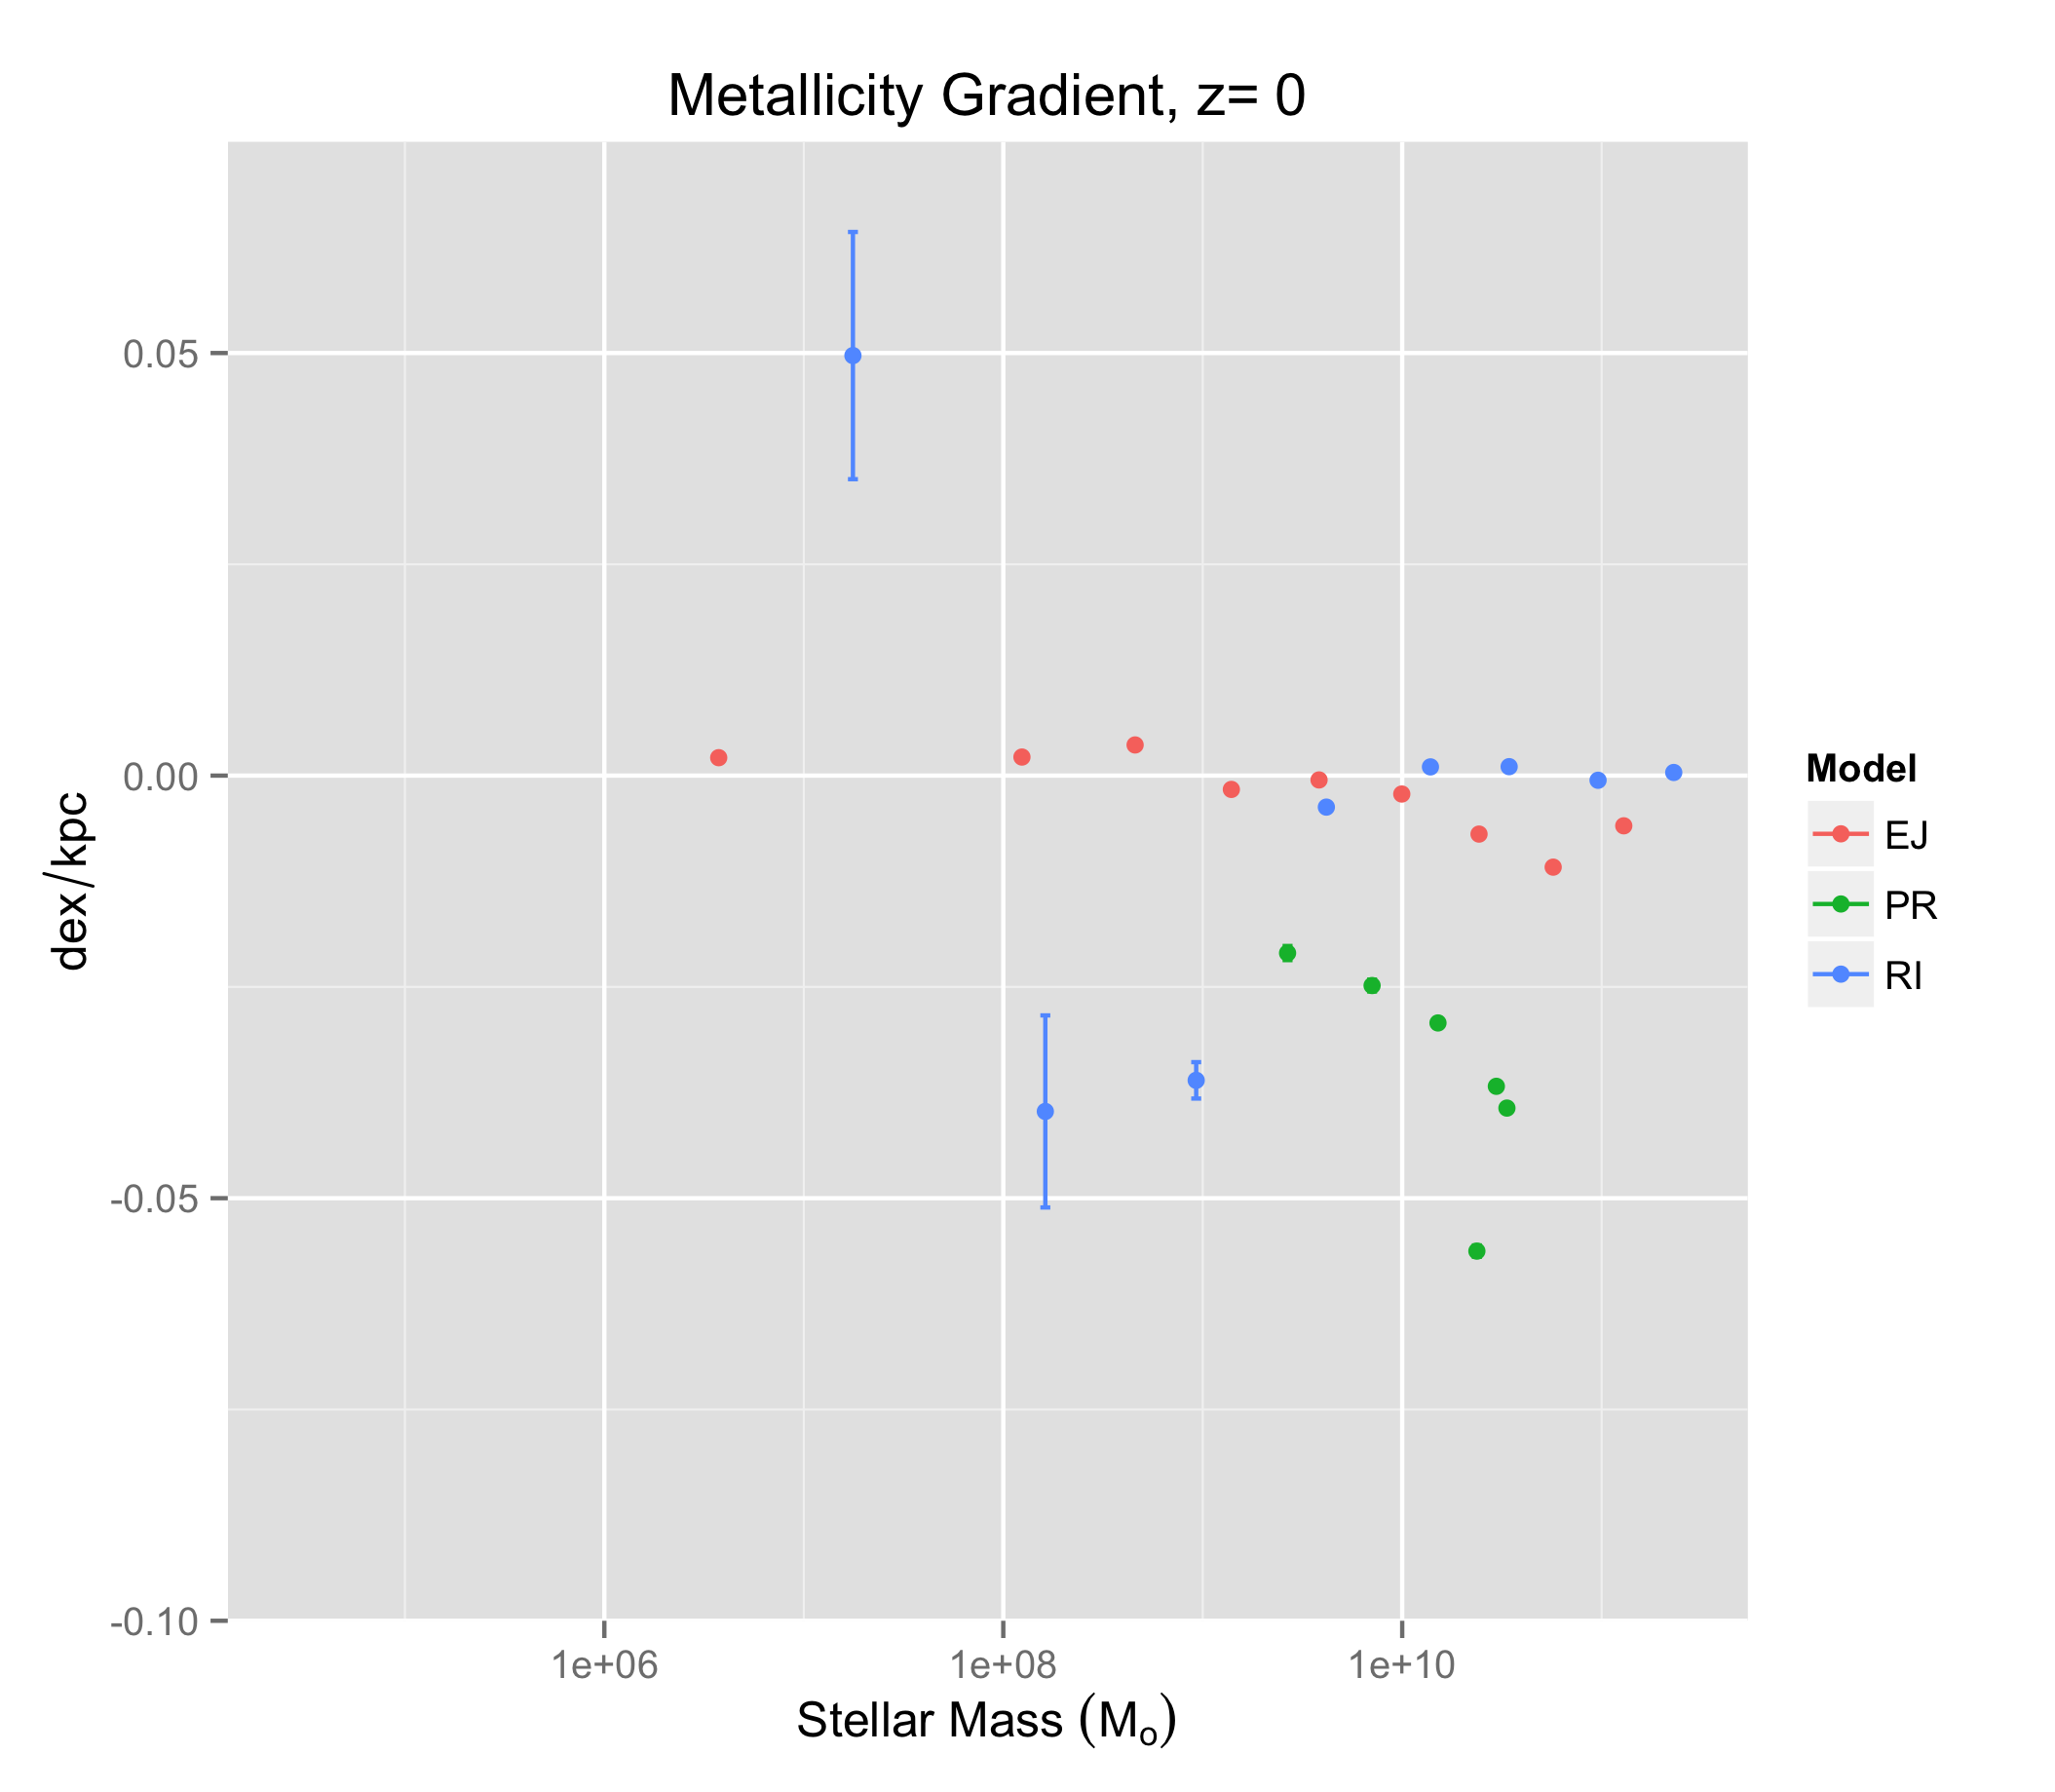 Metallicity Gradient, z= 0
dex/kpc
0.05
0.00
-0.05
-0.10
1e+06
1e+08
1e+10
Stellar Mass (Mo)
Model
EJ
PR
RI